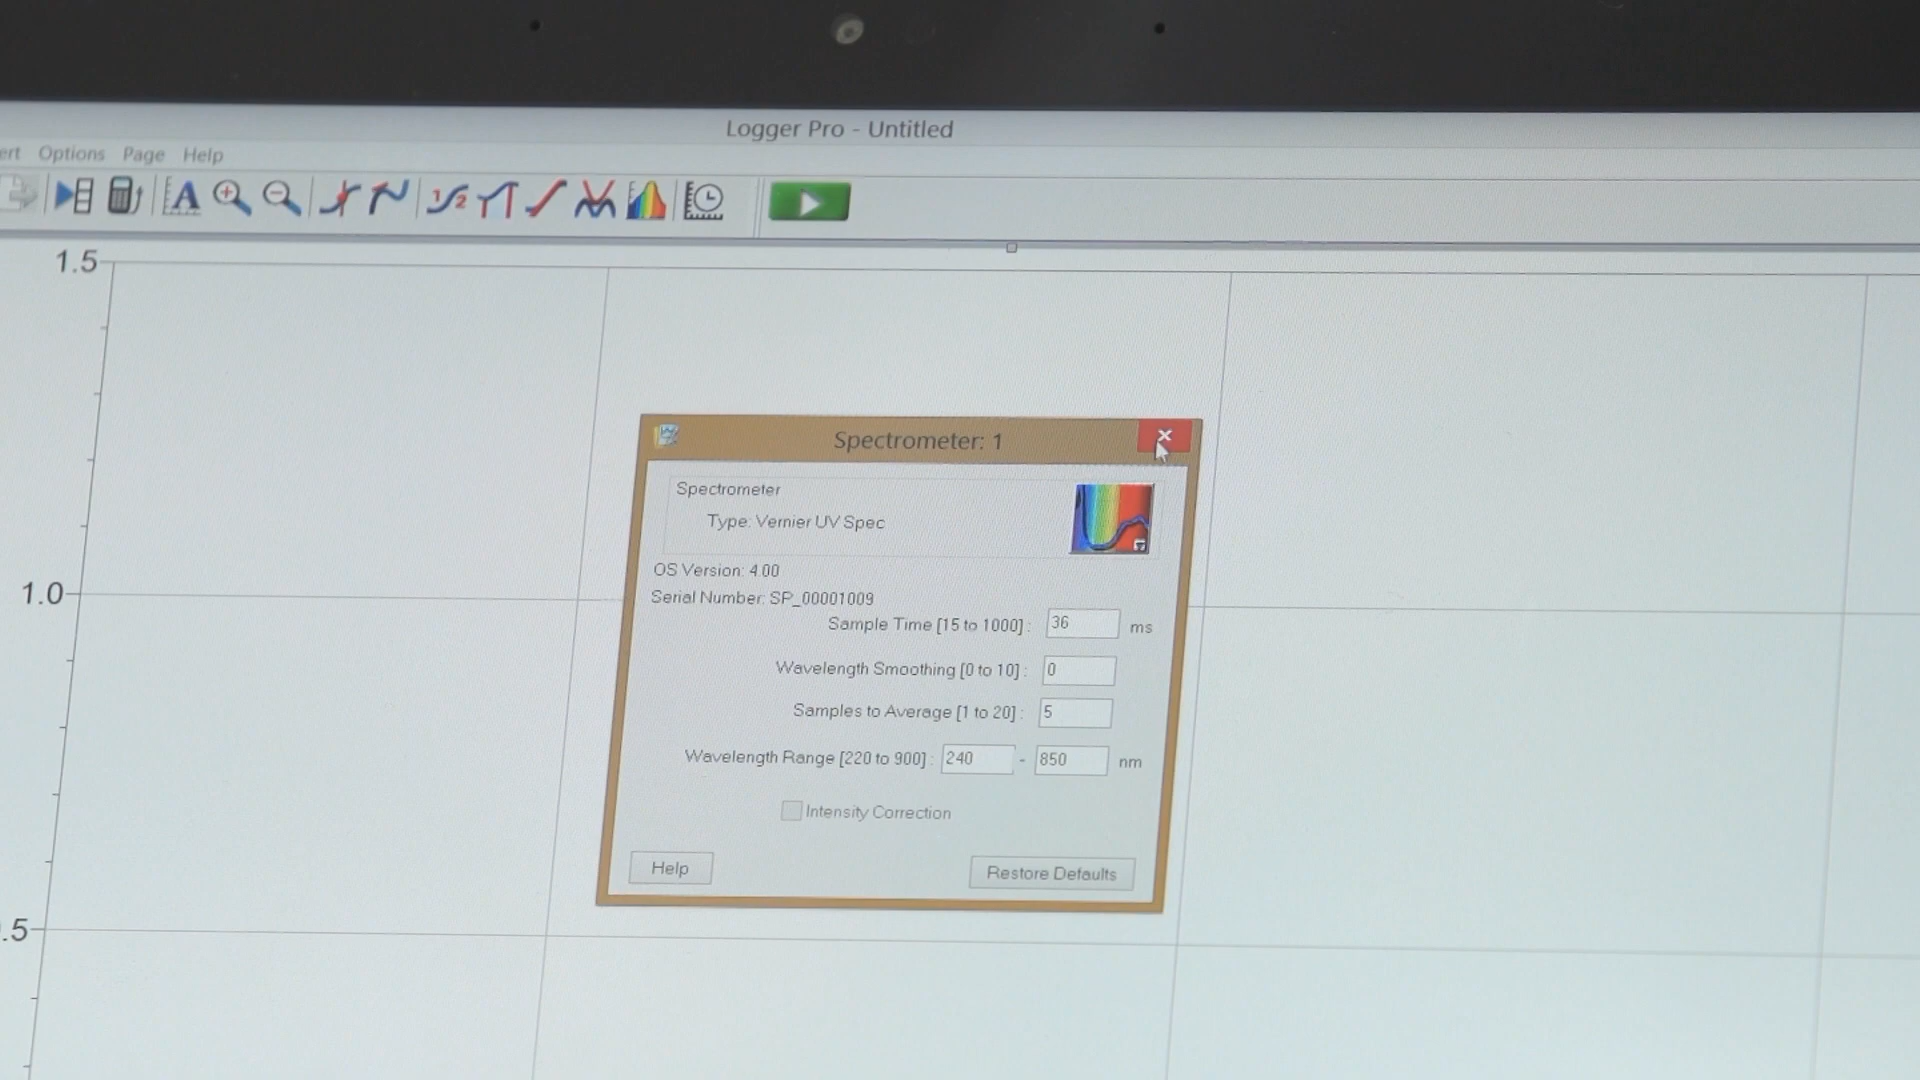 Logger Pro - Untitled
ert Options Page Help
A
1/2
1.5
1.0
.5
Spectrometer: 1
Spectrometer
Type: Vernier UV Spec
OS Version: 4.00
Serial Number: SP_00001009
Sample Time [15 to 1000] : 36 ms
Wavelength Smoothing [0 to 10] : 0
Samples to Average [1 to 20] : 5
Wavelength Range [220 to 900] : 240 - 850 nm
Intensity Correction
Help Restore Defaults